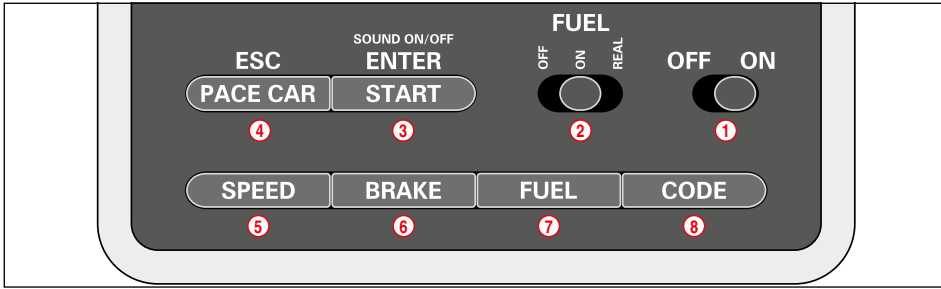 FUEL
SOUND ON/OFF
ESC ENTER OFF ON REAL OFF ON
PACE CAR START
4 3 2 1
SPEED BRAKE FUEL CODE
5 6 7 8